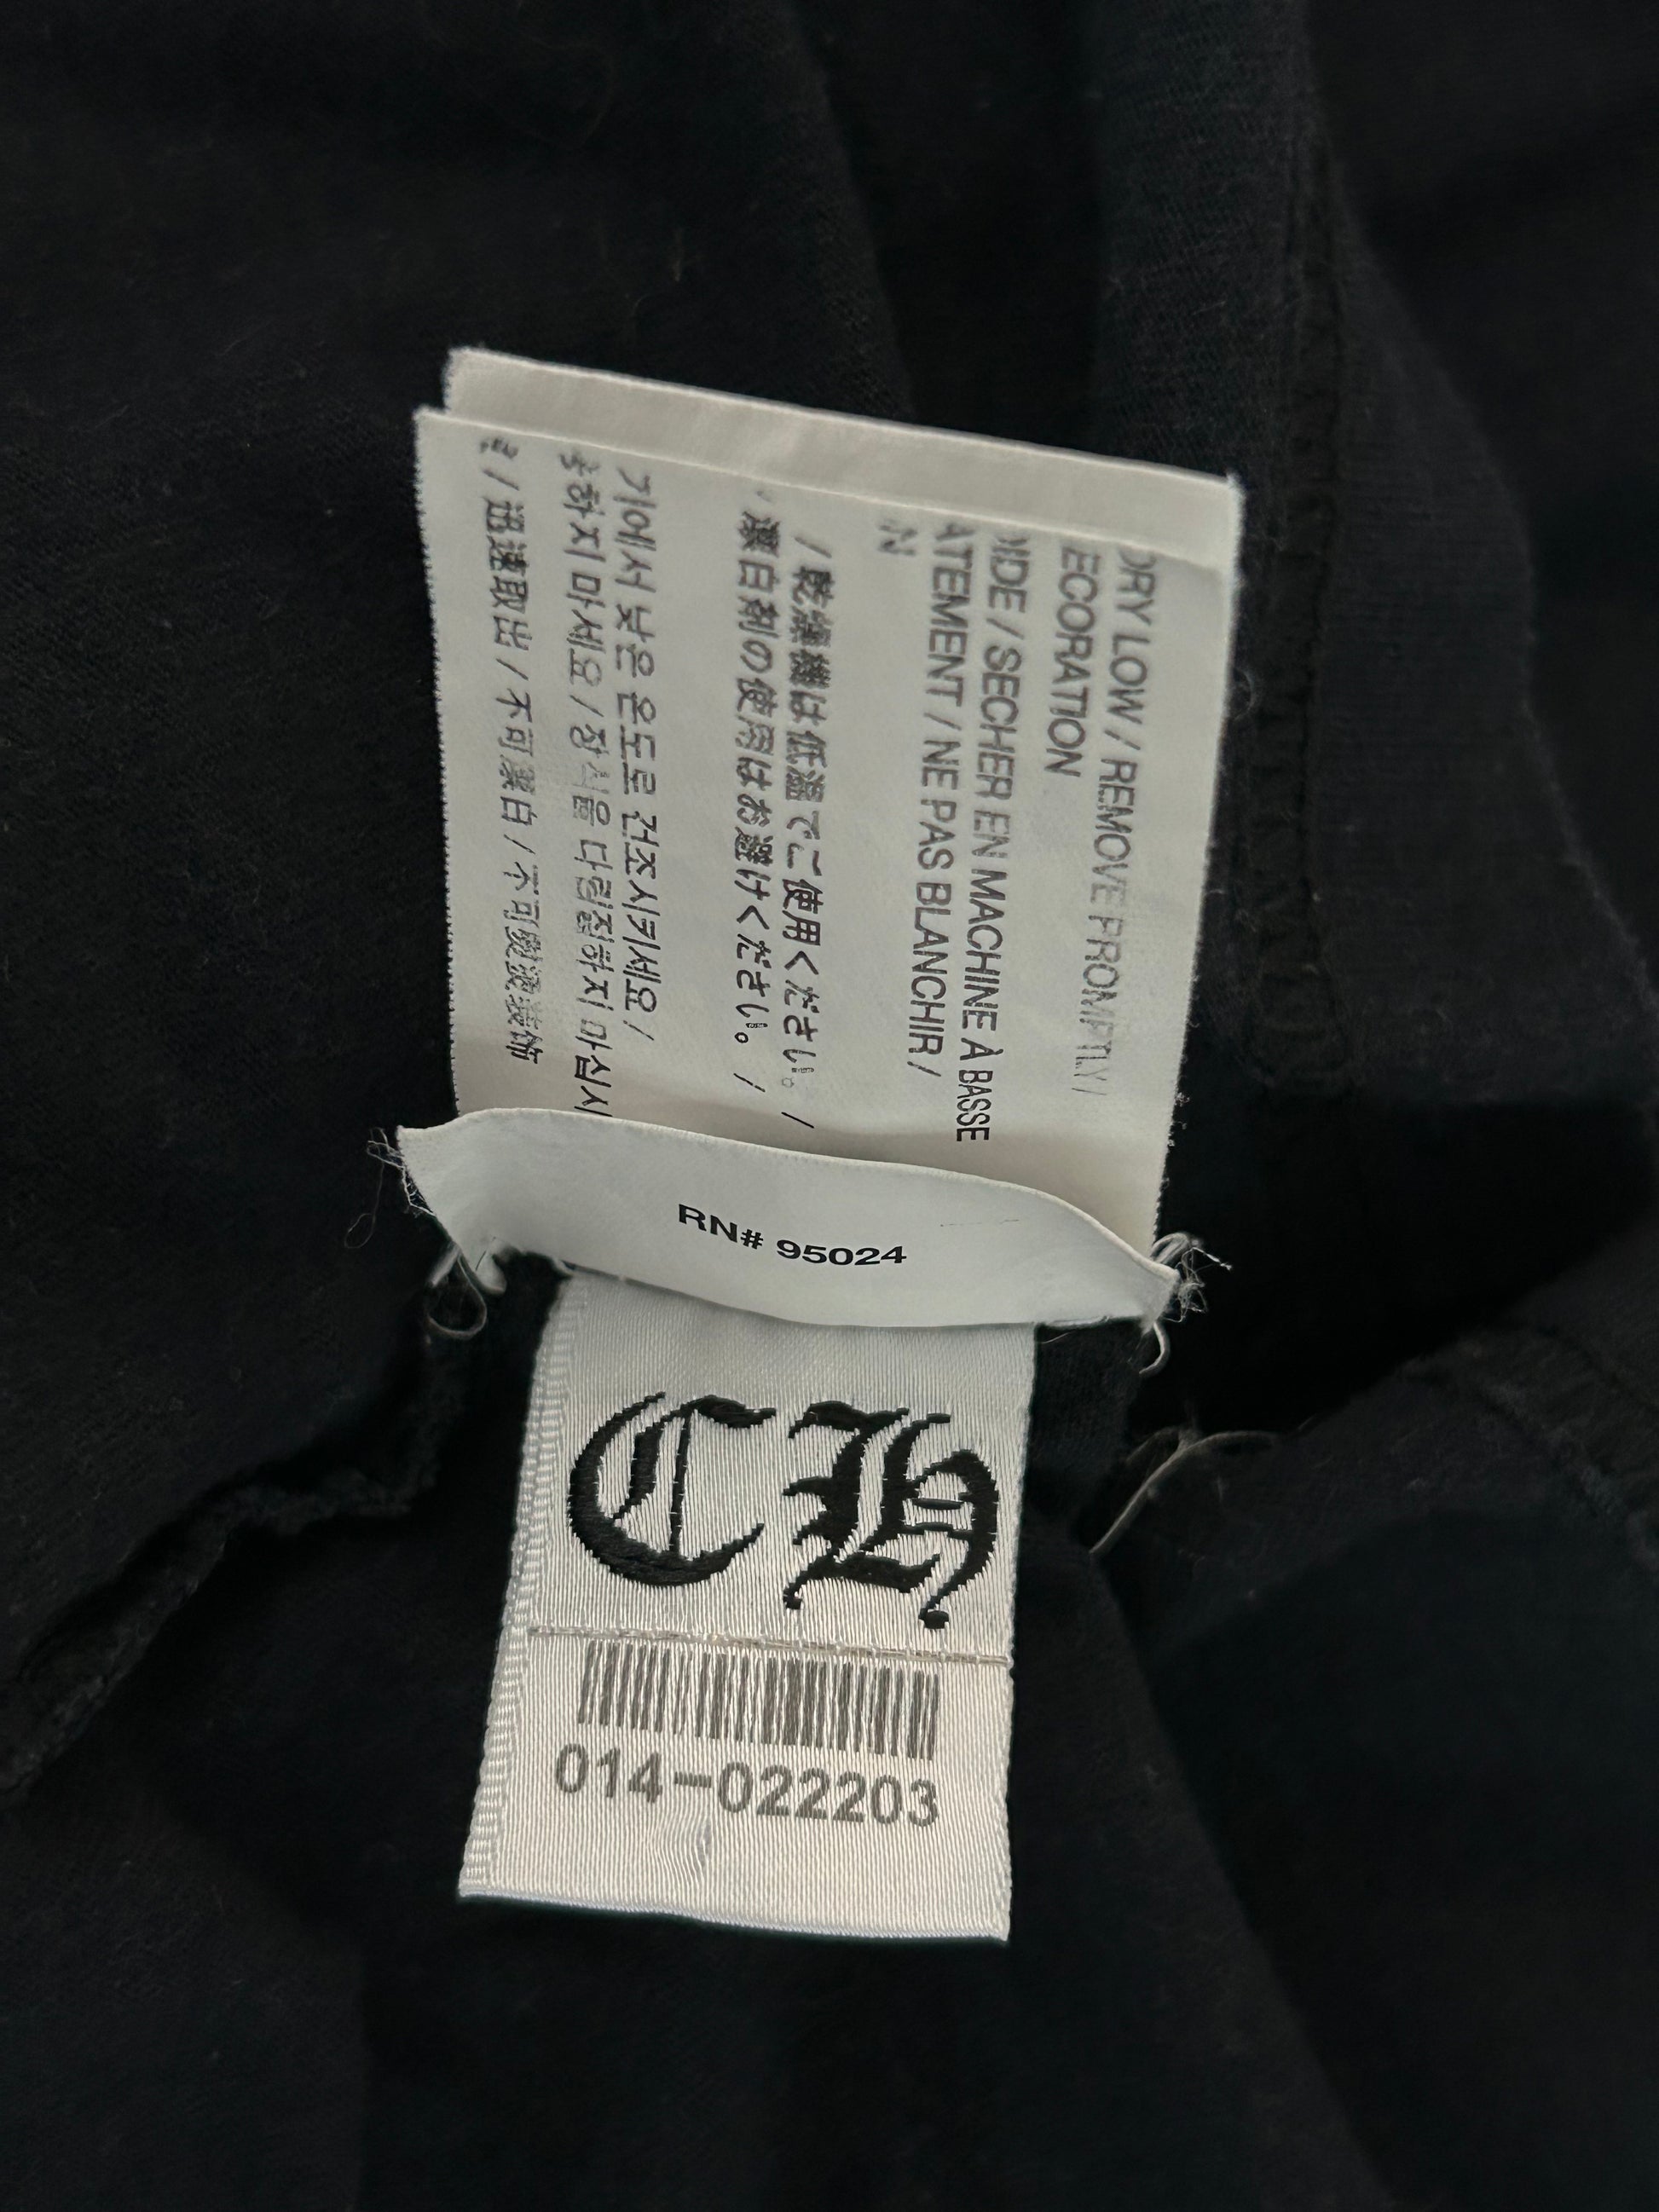 DRY LOW / REMOVE PROMPTLY /
ECORATION
IDE / SECHER EN MACHINE À BASSE
ATEMENT / NE PAS BLANCHIR /
N
/ 乾燥機は低温でご使用ください。 /
漂白剤の使用はお避けください。 /
기에서 낮은 온도로 건조시키세요 /
하지 마세요 / 장식을 다림질하지 마십시
/ 迅速取出 / 不可漂白 / 不可熨燙裝飾
RN# 95024
CH
014-022203